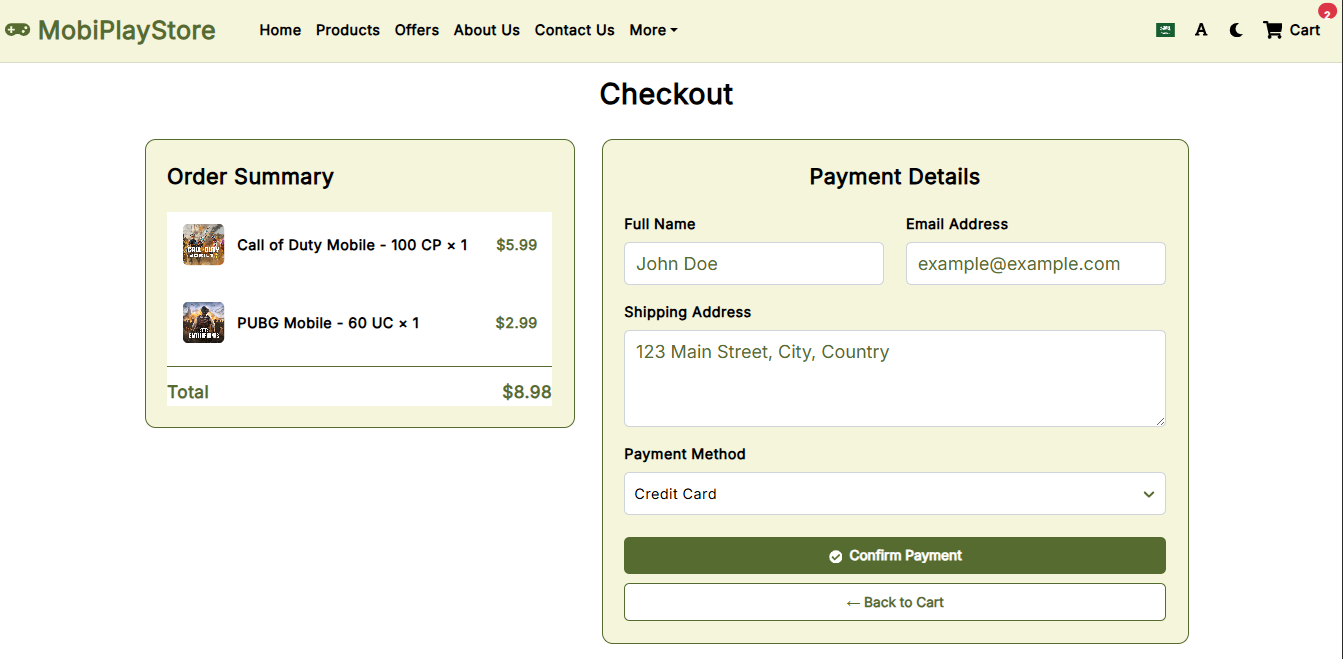 MobiPlayStore
Home Products Offers About Us Contact Us More
A
Cart 2
Checkout
Order Summary
Call of Duty Mobile - 100 CP × 1 $5.99
PUBG Mobile - 60 UC × 1 $2.99
Total $8.98
Payment Details
Full Name Email Address
John Doe example@example.com
Shipping Address
123 Main Street, City, Country
Payment Method
Credit Card
Confirm Payment
← Back to Cart